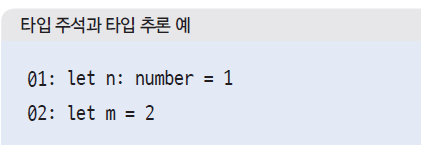 타입 주석과 타입 추론 예
01: let n: number = 1
02: let m = 2